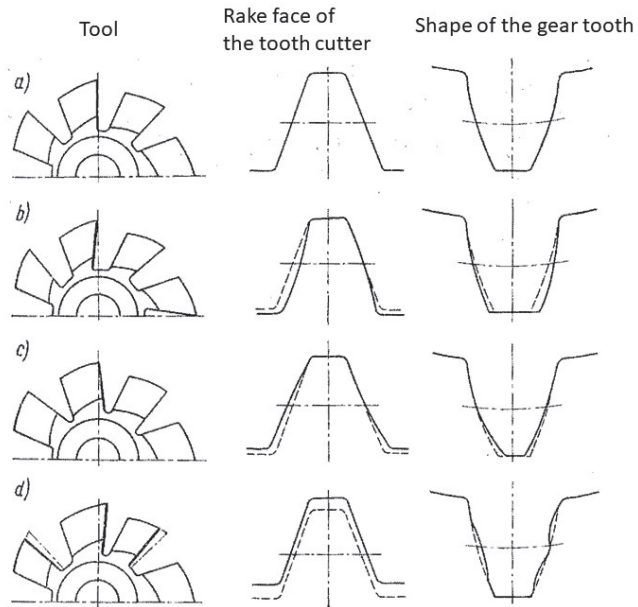 Tool
Rake face of
the tooth cutter
Shape of the gear tooth
a)
b)
c)
d)